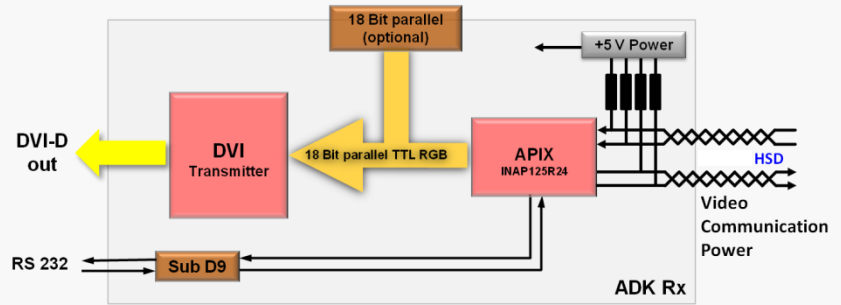 18 Bit parallel
(optional)
+5 V Power
DVI-D
out
DVI
Transmitter
18 Bit parallel TTL RGB
APIX
INAP125R24
HSD
Video
Communication
Power
RS 232
Sub D9
ADK Rx